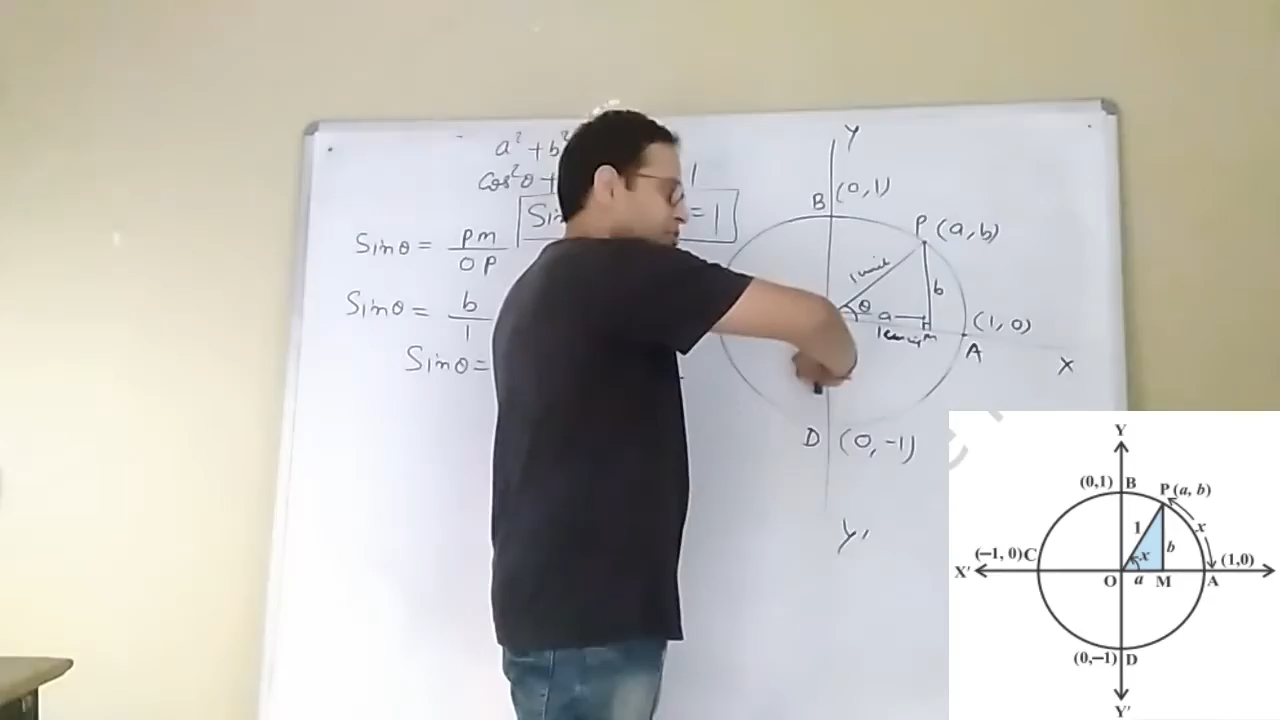 a² + b²
cos²θ + 1
Sin = 1
Sinθ = PM / OP
Sinθ = b / 1
Sinθ =
Y
B (0, 1)
P (a, b)
1 unit
b
θ a
M
(1, 0)
A
X
D (0, -1)
Y'
Y
(0,1) B
P (a, b)
1
x
b
x
(−1, 0) C
(1,0)
X'
O a M A
(0,−1) D
Y'